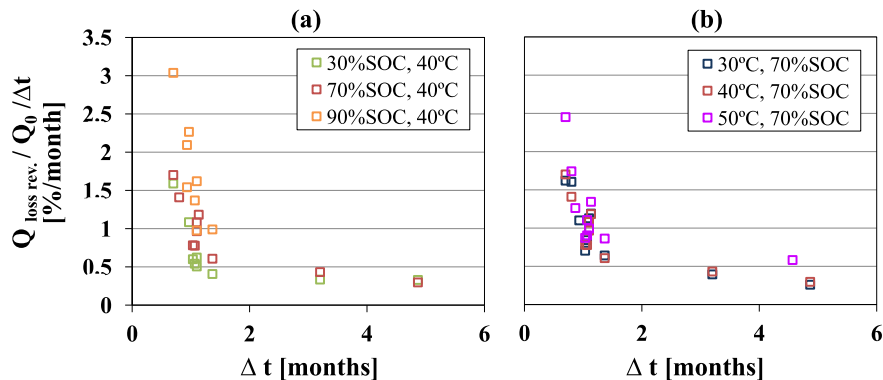 (a)
(b)
Q loss rev. / Q0 /Δt
[%/month]
3.5
3
2.5
2
1.5
1
0.5
0
30%SOC, 40ºC
70%SOC, 40ºC
90%SOC, 40ºC
30ºC, 70%SOC
40ºC, 70%SOC
50ºC, 70%SOC
0 2 4 6
0 2 4 6
Δ t [months]
Δ t [months]